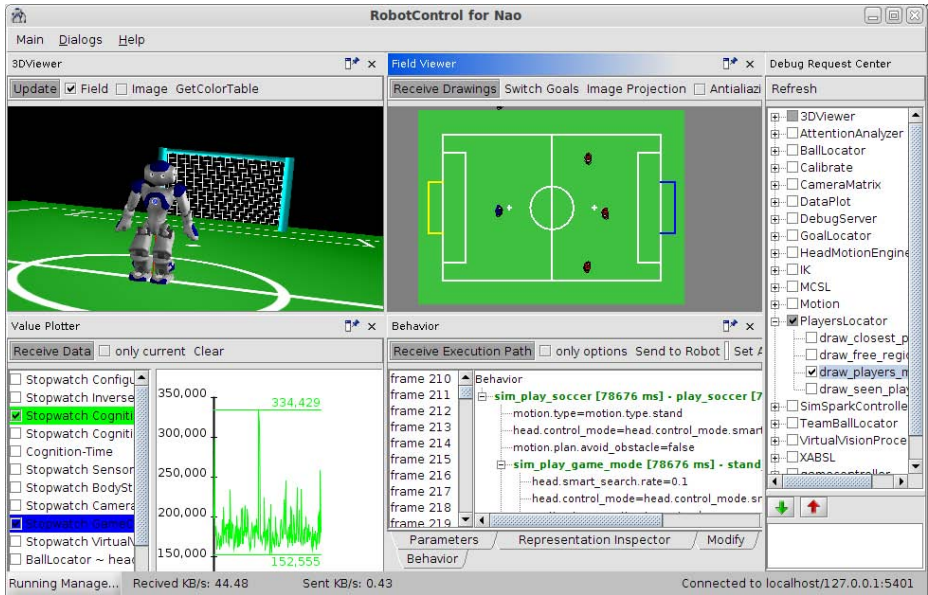 RobotControl for Nao
Main Dialogs Help
3DViewer
Update Field Image GetColorTable
Field Viewer
Receive Drawings Switch Goals Image Projection Antialiazi
Debug Request Center
Refresh
3DViewer
AttentionAnalyzer
BallLocator
Calibrate
CameraMatrix
DataPlot
DebugServer
GoalLocator
HeadMotionEngine
IK
MCSL
Motion
PlayersLocator
draw_closest_p
draw_free_regic
draw_players_m
draw_seen_play
SimSparkControlle
TeamBallLocator
VirtualVisionProce
XABSL
gamecontroller
Value Plotter
Receive Data only current Clear
Stopwatch Configu
Stopwatch Inverse
Stopwatch Cogniti
Stopwatch Cogniti
Cognition-Time
Stopwatch Sensor
Stopwatch BodySt
Stopwatch Camera
Stopwatch GameC
Stopwatch VirtualV
BallLocator ~ head
350,000
334,429
300,000
250,000
200,000
150,000
152,555
Behavior
Receive Execution Path only options Send to Robot Set A
frame 210
frame 211
frame 212
frame 213
frame 214
frame 215
frame 216
frame 217
frame 218
frame 219
Behavior
sim_play_soccer [78676 ms] - play_soccer [7
motion.type=motion.type.stand
head.control_mode=head.control_mode.smart
motion.plan.avoid_obstacle=false
sim_play_game_mode [78676 ms] - stand_
head.smart_search.rate=0.1
head.control_mode=head.control_mode.sr
Parameters Representation Inspector Modify
Behavior
Running Manage... Recived KB/s: 44.48 Sent KB/s: 0.43 Connected to localhost/127.0.0.1:5401